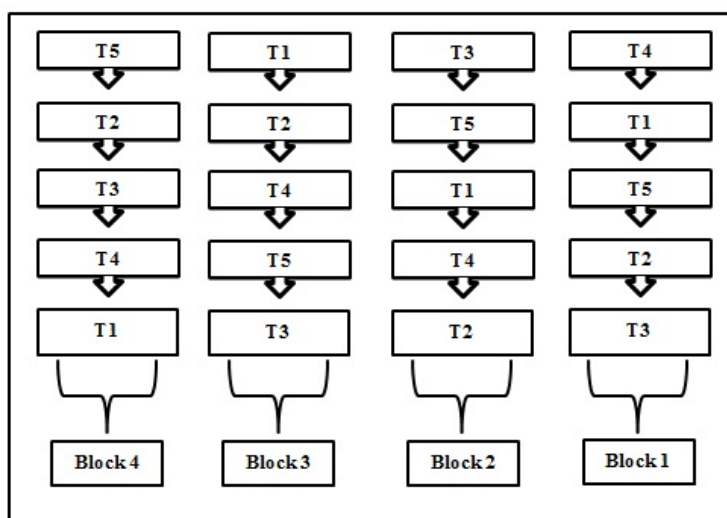 T5 T1 T3 T4
T2 T2 T5 T1
T3 T4 T1 T5
T4 T5 T4 T2
T1 T3 T2 T3
Block 4 Block 3 Block 2 Block 1